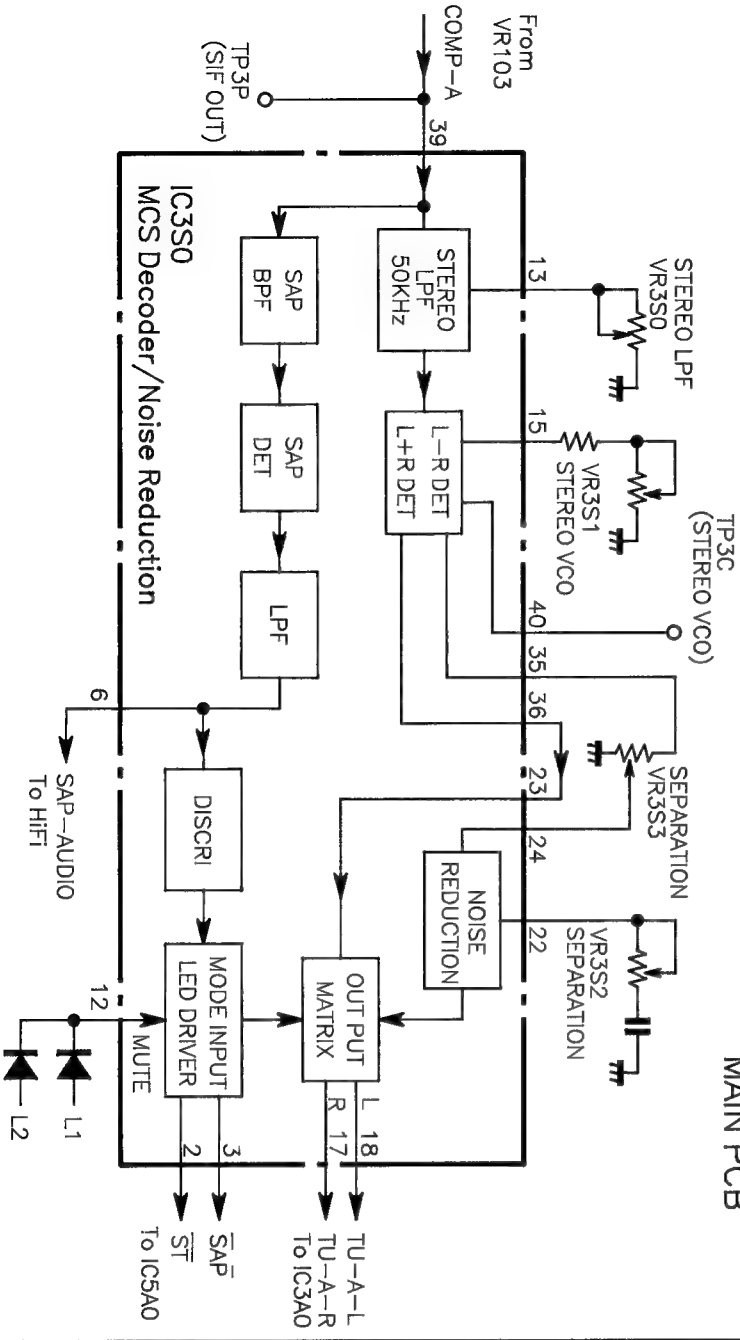 MAIN PCB
From
VR103
COMP-A
TP3P
(SIF OUT)
39
STEREO LPF
VR3S0
13
STEREO
LPF
50KHz
15
VR3S1
STEREO VCO
TP3C
(STEREO VCO)
L-R DET
L+R DET
40
35
36
23
SEPARATION
VR3S3
24
22
VR3S2
SEPARATION
NOISE
REDUCTION
SAP
BPF
SAP
DET
LPF
DISCRI
MODE INPUT
LED DRIVER
OUT PUT
MATRIX
L
R
18
17
TU-A-L
TU-A-R
To IC3A0
3
2
SAP
ST
To IC5A0
IC3S0
MCS Decoder/Noise Reduction
6
SAP-AUDIO
To HiFi
12
MUTE
L1
L2